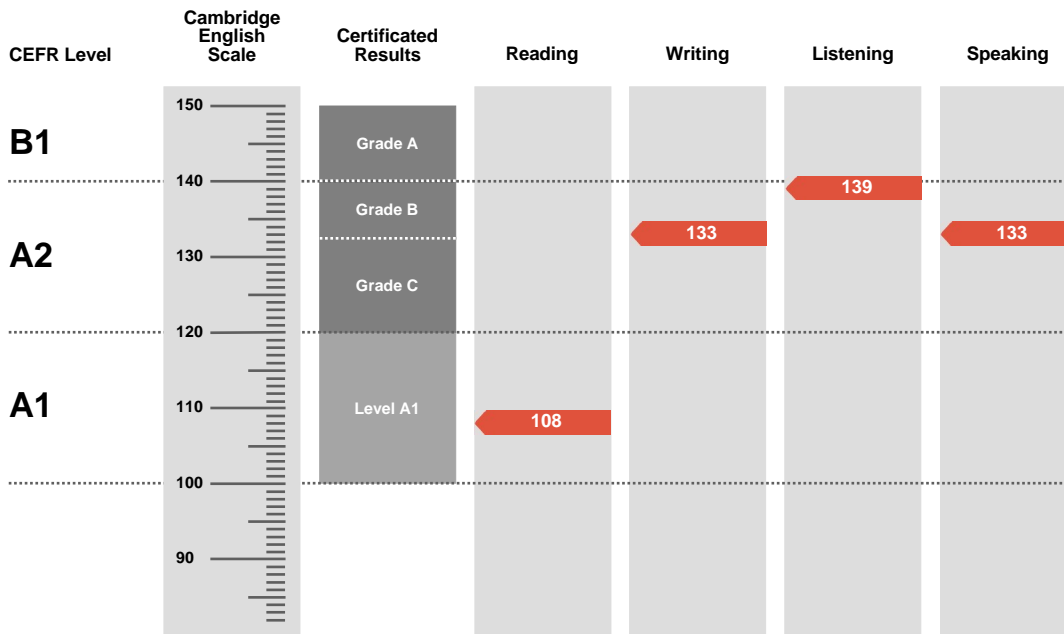 CEFR Level
Cambridge
English
Scale
Certificated
Results
Reading
Writing
Listening
Speaking
150
B1
Grade A
140
139
Grade B
133
133
A2
130
Grade C
120
A1
110
Level A1
108
100
90